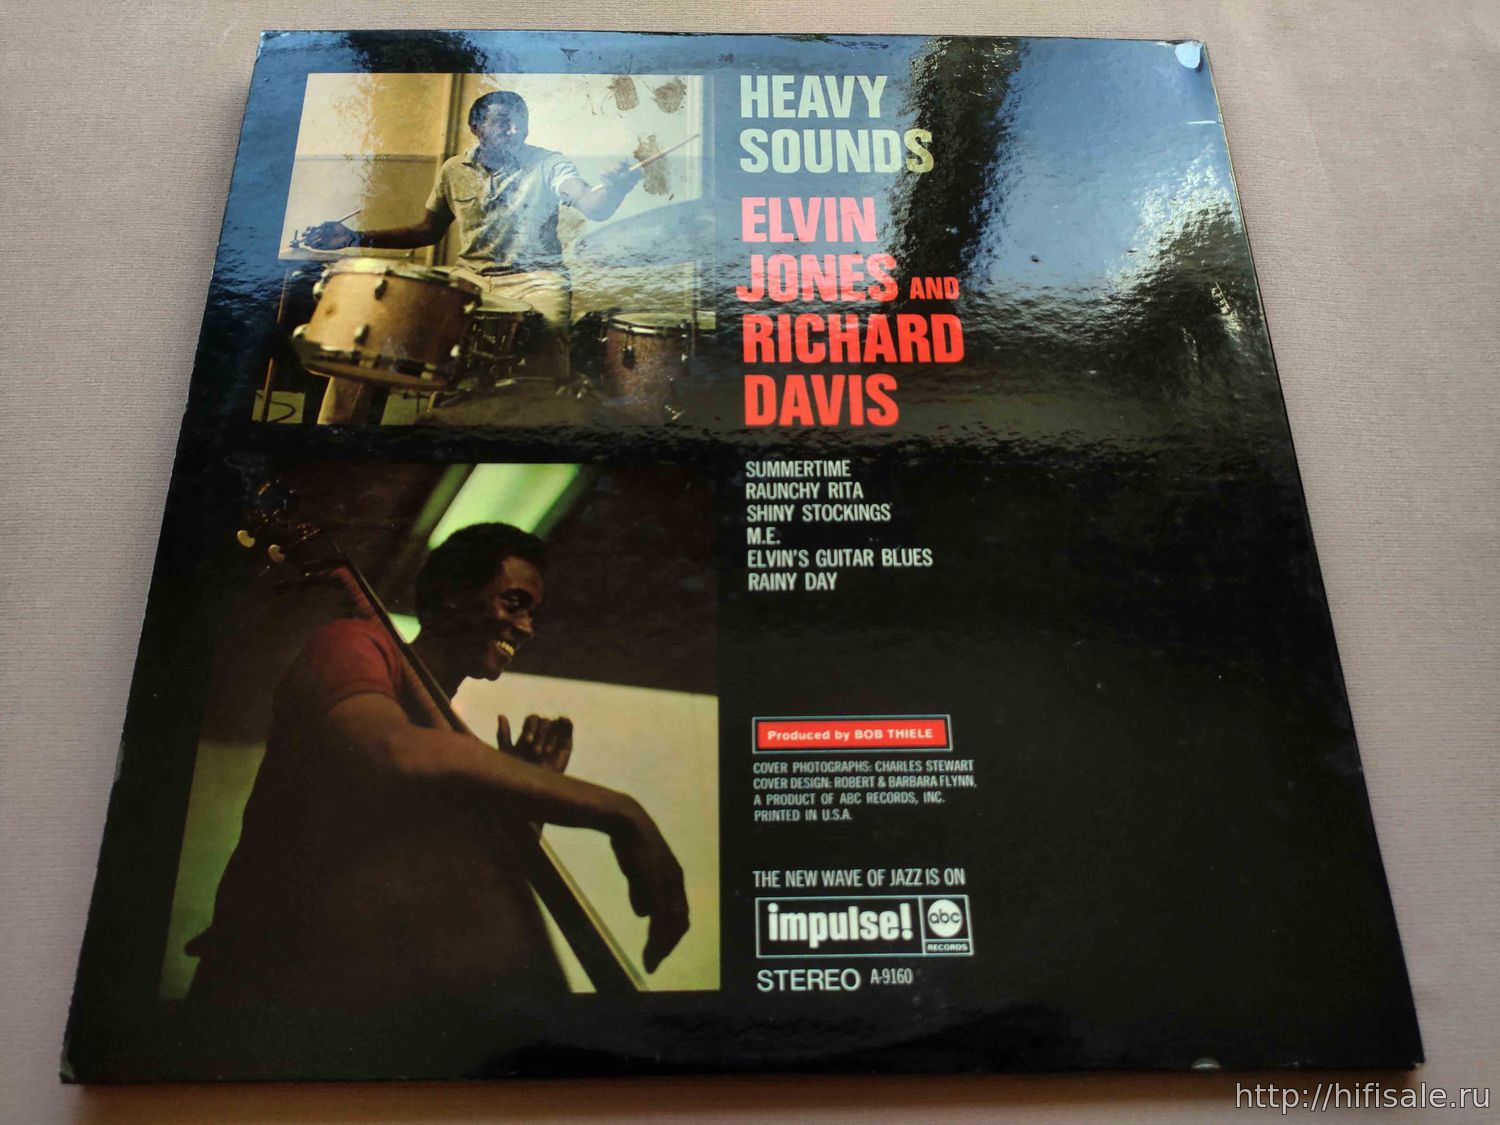 HEAVY
SOUNDS
ELVIN
JONES AND
RICHARD
DAVIS
SUMMERTIME
RAUNCHY RITA
SHINY STOCKINGS
M.E.
ELVIN'S GUITAR BLUES
RAINY DAY
Produced by BOB THIELE
COVER PHOTOGRAPHS: CHARLES STEWART
COVER DESIGN: ROBERT & BARBARA FLYNN,
A PRODUCT OF ABC RECORDS, INC.
PRINTED IN U.S.A.
THE NEW WAVE OF JAZZ IS ON
impulse! abc
RECORDS
STEREO A-9160
http://hifisale.ru